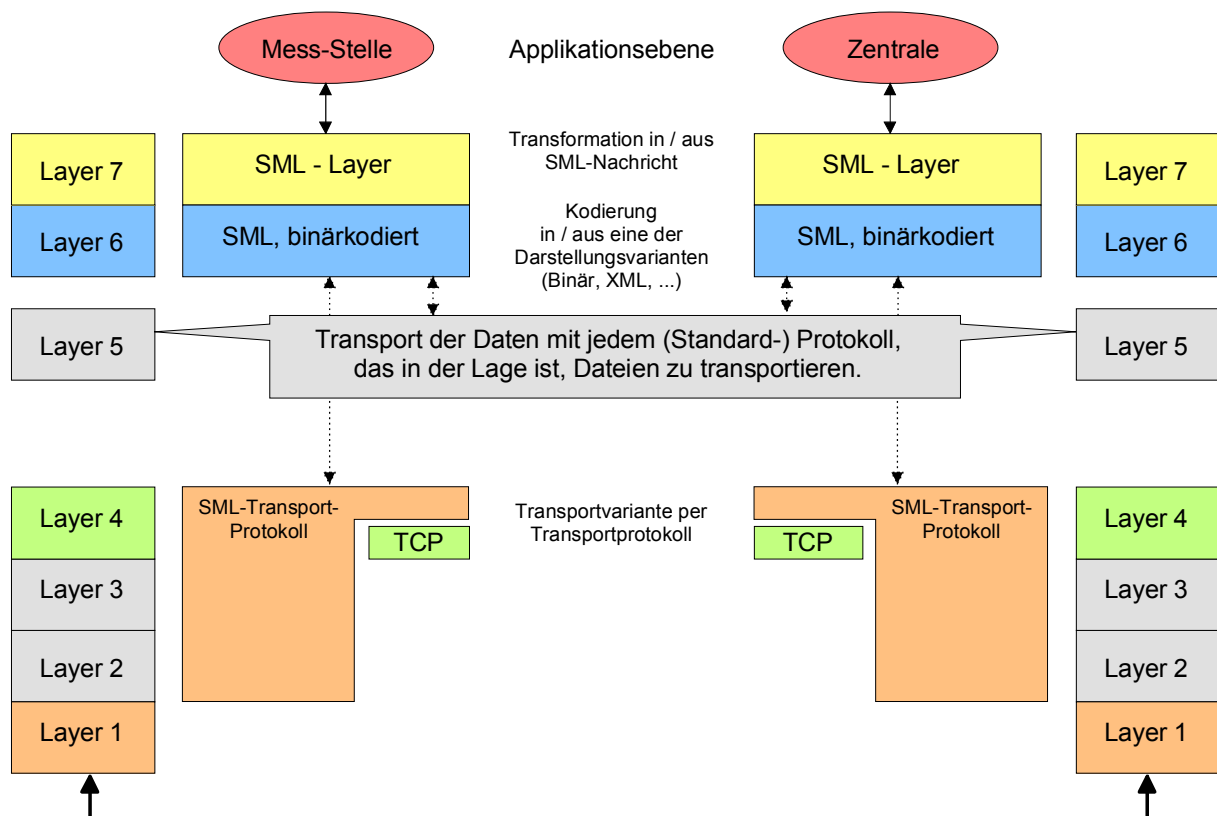 Mess-Stelle
Applikationsebene
Zentrale
Layer 7
SML - Layer
Transformation in / aus
SML-Nachricht
SML - Layer
Layer 7
Layer 6
SML, binärkodiert
Kodierung
in / aus eine der
Darstellungsvarianten
(Binär, XML, ...)
SML, binärkodiert
Layer 6
Layer 5
Transport der Daten mit jedem (Standard-) Protokoll,
das in der Lage ist, Dateien zu transportieren.
Layer 5
Layer 4
SML-Transport-
Protokoll
TCP
Transportvariante per
Transportprotokoll
TCP
SML-Transport-
Protokoll
Layer 4
Layer 3
Layer 3
Layer 2
Layer 2
Layer 1
Layer 1